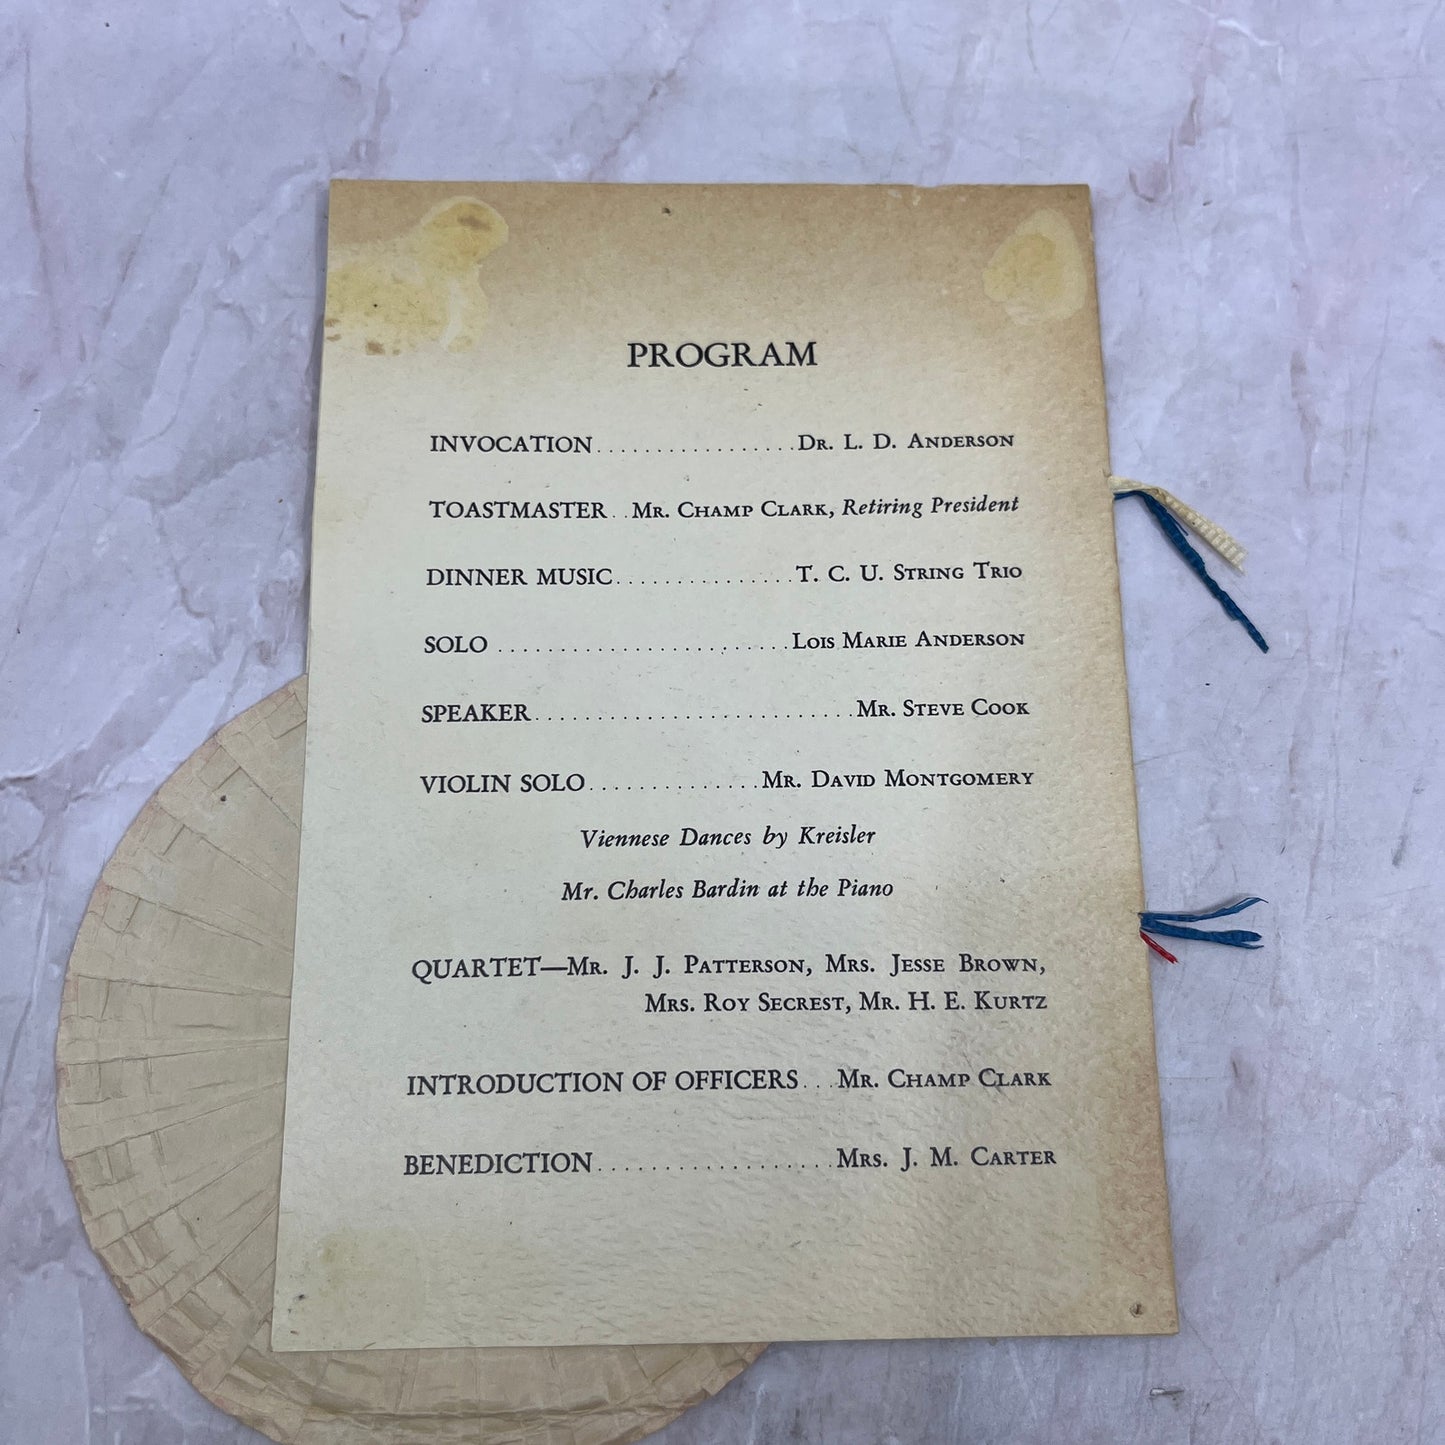 PROGRAM
INVOCATION.................Dr. L. D. Anderson
TOASTMASTER..Mr. Champ Clark, Retiring President
DINNER MUSIC...............T. C. U. String Trio
SOLO ........................Lois Marie Anderson
SPEAKER...........................Mr. Steve Cook
VIOLIN SOLO..............Mr. David Montgomery
Viennese Dances by Kreisler
Mr. Charles Bardin at the Piano
QUARTET—Mr. J. J. Patterson, Mrs. Jesse Brown,
Mrs. Roy Secrest, Mr. H. E. Kurtz
INTRODUCTION OF OFFICERS...Mr. Champ Clark
BENEDICTION....................Mrs. J. M. Carter